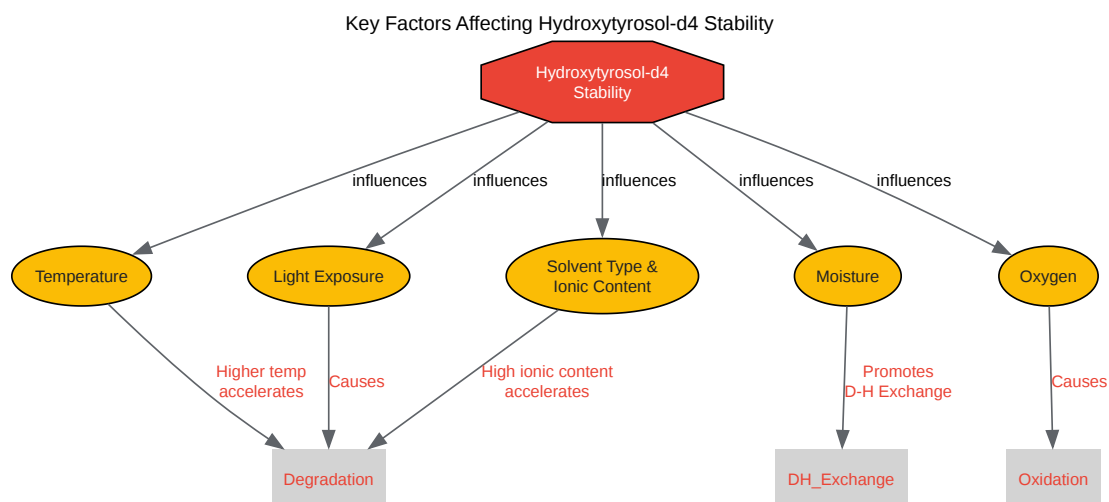 Key Factors Affecting Hydroxytyrosol-d4 Stability
Hydroxytyrosol-d4
Stability
influences
influences
influences
influences
influences
Temperature
Light Exposure
Solvent Type &
Ionic Content
Moisture
Oxygen
Higher temp
accelerates
Causes
High ionic content
accelerates
Promotes
D-H Exchange
Causes
Degradation
DH_Exchange
Oxidation